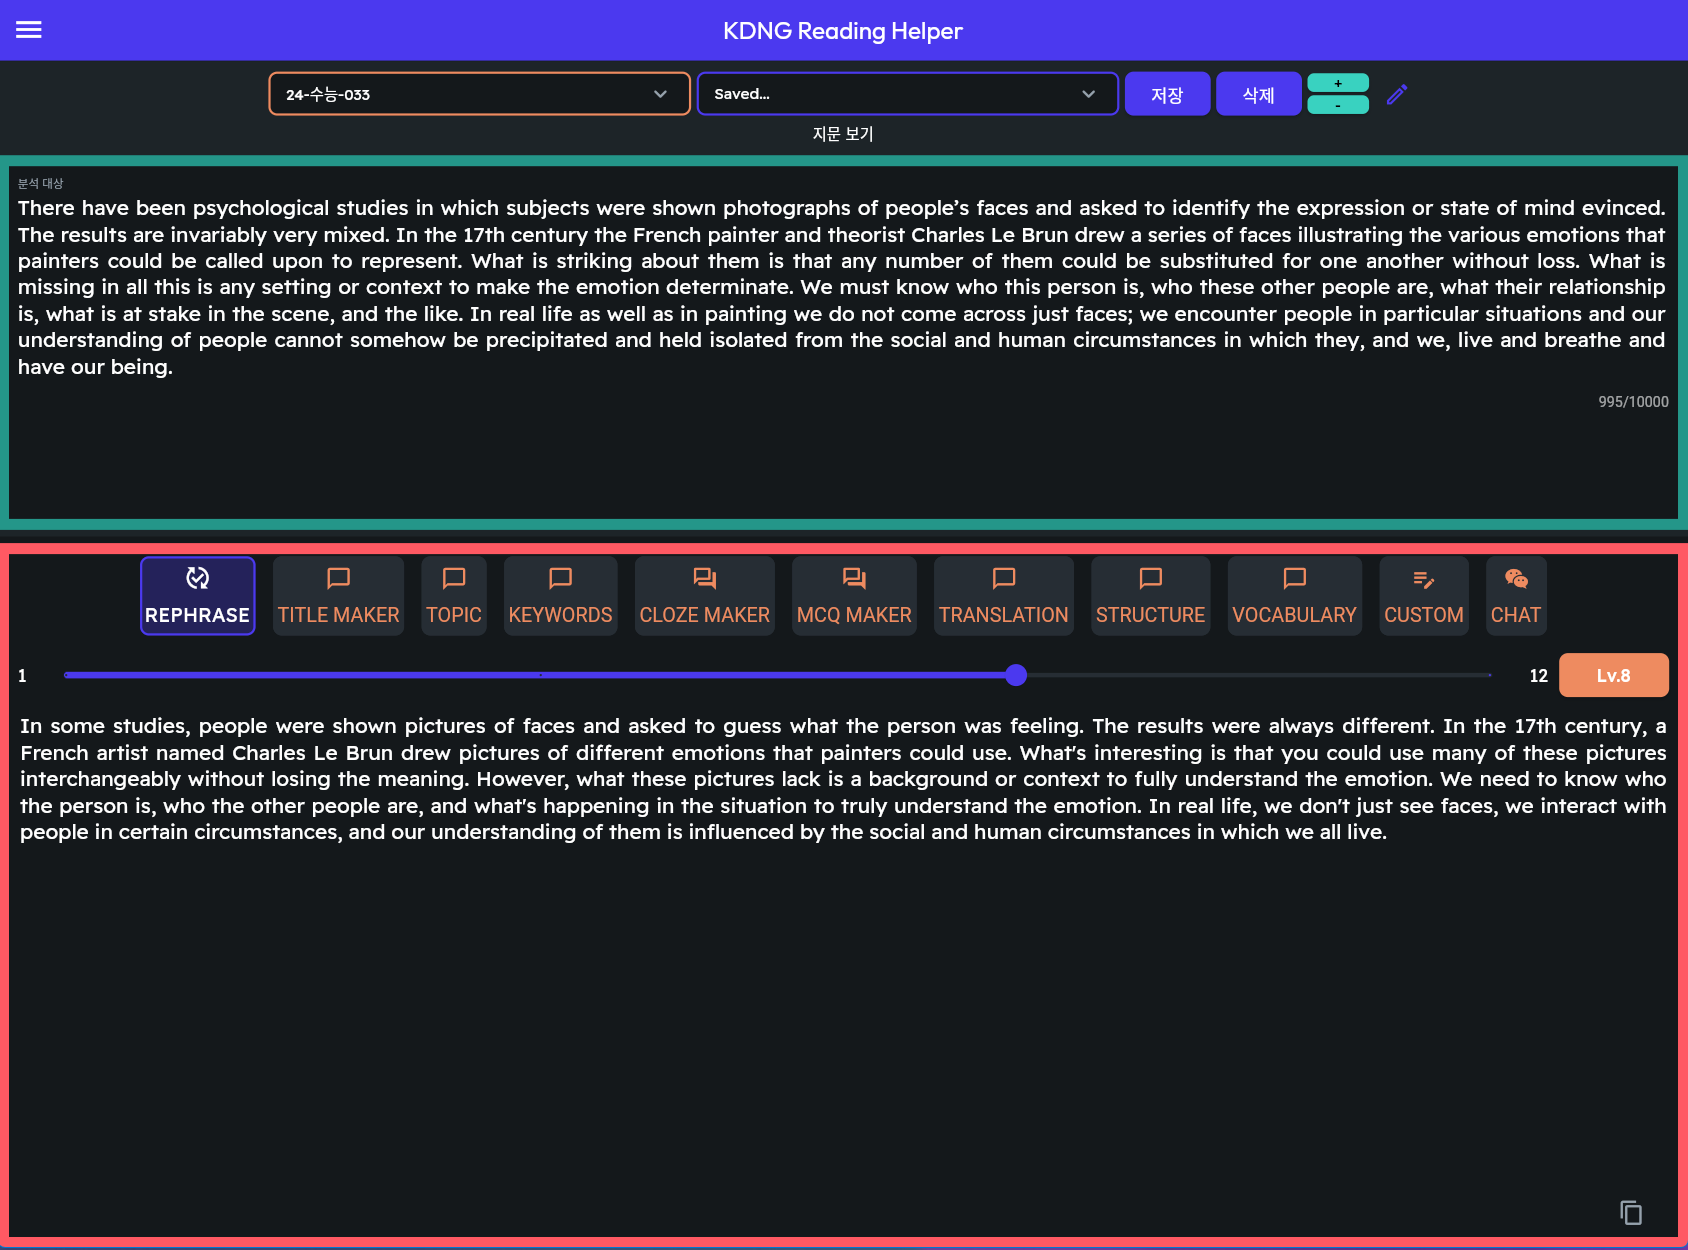 KDNG Reading Helper
24-수능-033
Saved...
저장
삭제
+
-
지문 보기
분석 대상
There have been psychological studies in which subjects were shown photographs of people’s faces and asked to identify the expression or state of mind evinced.
The results are invariably very mixed. In the 17th century the French painter and theorist Charles Le Brun drew a series of faces illustrating the various emotions that
painters could be called upon to represent. What is striking about them is that any number of them could be substituted for one another without loss. What is
missing in all this is any setting or context to make the emotion determinate. We must know who this person is, who these other people are, what their relationship
is, what is at stake in the scene, and the like. In real life as well as in painting we do not come across just faces; we encounter people in particular situations and our
understanding of people cannot somehow be precipitated and held isolated from the social and human circumstances in which they, and we, live and breathe and
have our being.
995/10000
REPHRASE
TITLE MAKER
TOPIC
KEYWORDS
CLOZE MAKER
MCQ MAKER
TRANSLATION
STRUCTURE
VOCABULARY
CUSTOM
CHAT
1
12
Lv.8
In some studies, people were shown pictures of faces and asked to guess what the person was feeling. The results were always different. In the 17th century, a
French artist named Charles Le Brun drew pictures of different emotions that painters could use. What's interesting is that you could use many of these pictures
interchangeably without losing the meaning. However, what these pictures lack is a background or context to fully understand the emotion. We need to know who
the person is, who the other people are, and what's happening in the situation to truly understand the emotion. In real life, we don't just see faces, we interact with
people in certain circumstances, and our understanding of them is influenced by the social and human circumstances in which we all live.